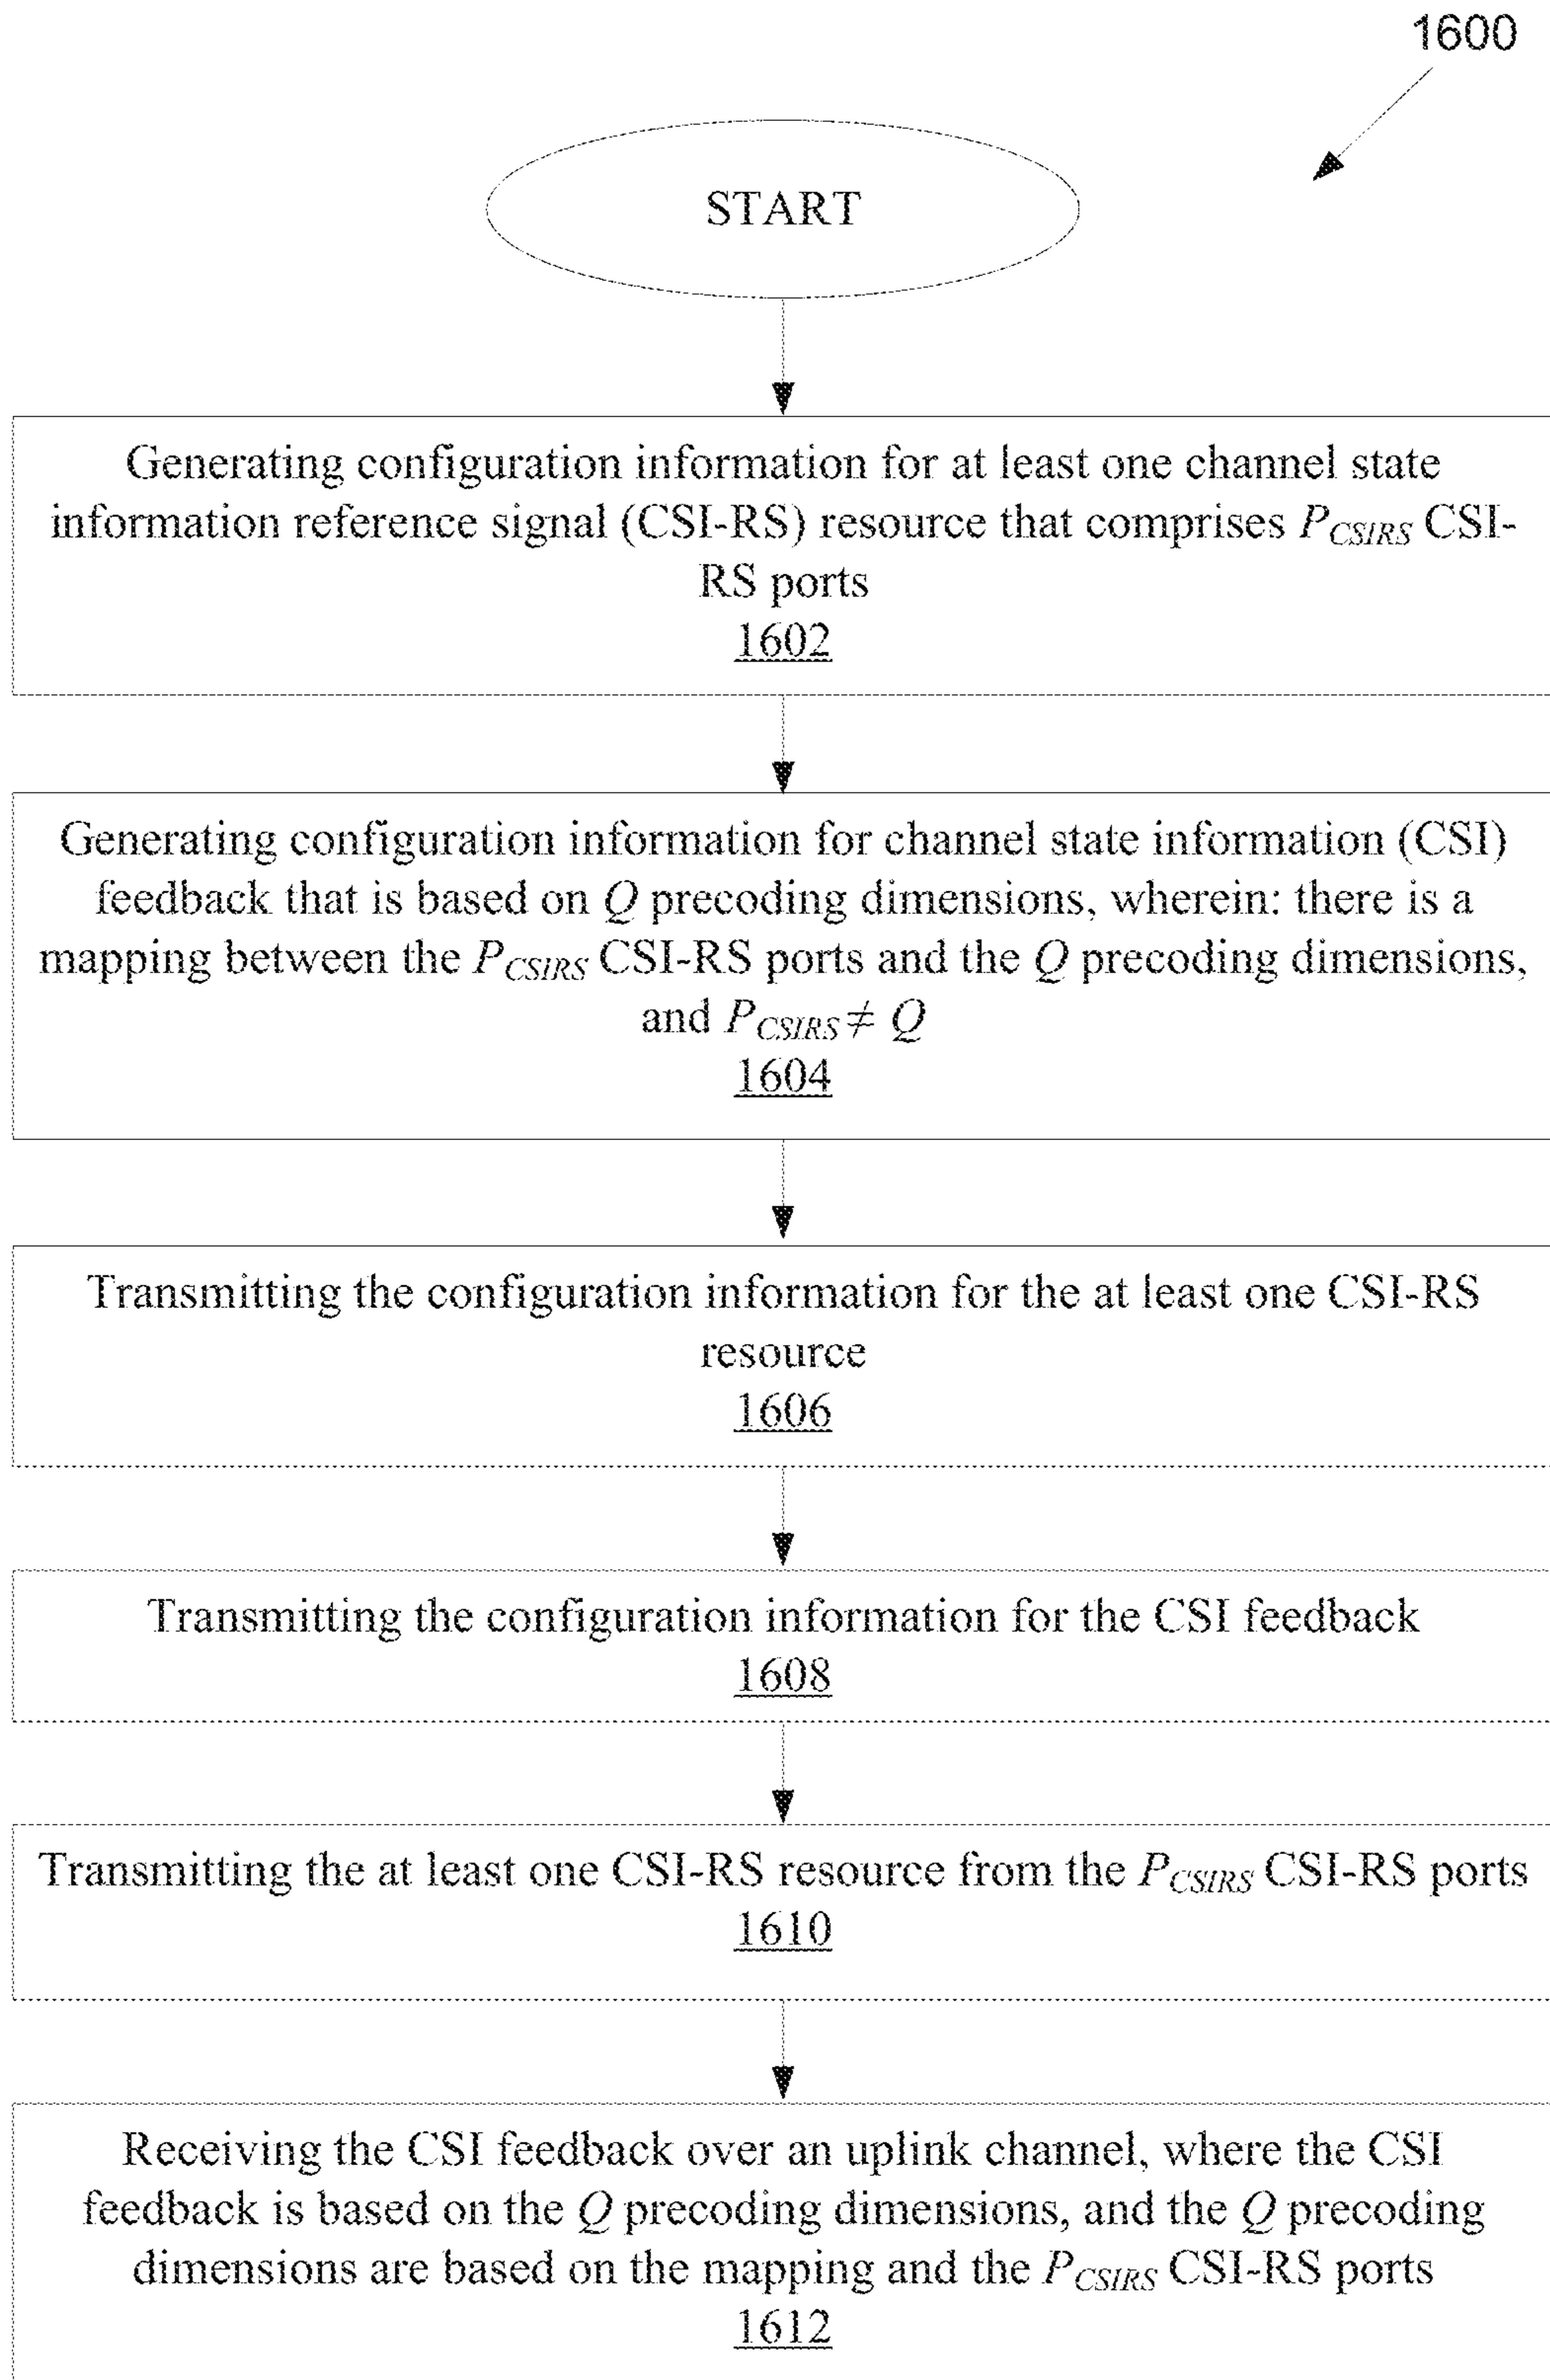 1600
START
Generating configuration information for at least one channel state
information reference signal (CSI-RS) resource that comprises P_CSIRS CSI-
RS ports
1602
Generating configuration information for channel state information (CSI)
feedback that is based on Q precoding dimensions, wherein: there is a
mapping between the P_CSIRS CSI-RS ports and the Q precoding dimensions,
and P_CSIRS ≠ Q
1604
Transmitting the configuration information for the at least one CSI-RS
resource
1606
Transmitting the configuration information for the CSI feedback
1608
Transmitting the at least one CSI-RS resource from the P_CSIRS CSI-RS ports
1610
Receiving the CSI feedback over an uplink channel, where the CSI
feedback is based on the Q precoding dimensions, and the Q precoding
dimensions are based on the mapping and the P_CSIRS CSI-RS ports
1612